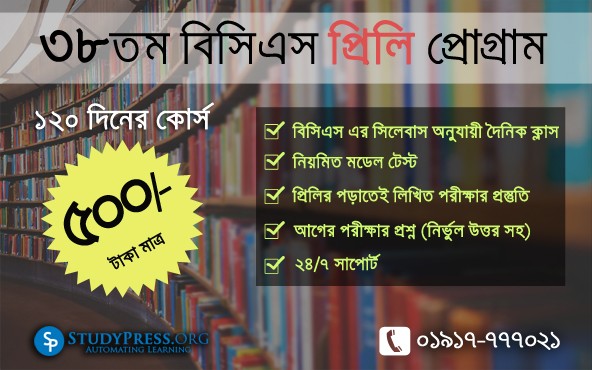 ৩৮তম বিসিএস প্রিলি প্রোগ্রাম
১২০ দিনের কোর্স
৫০০/-
টাকা মাত্র
বিসিএস এর সিলেবাস অনুযায়ী দৈনিক ক্লাস
নিয়মিত মডেল টেস্ট
প্রিলির পড়াতেই লিখিত পরীক্ষার প্রস্তুতি
আগের পরীক্ষার প্রশ্ন (নির্ভুল উত্তর সহ)
২৪/৭ সাপোর্ট
SP STUDYPRESS.ORG
AUTOMATING LEARNING
০১৯১৭-৭৭৭০২১